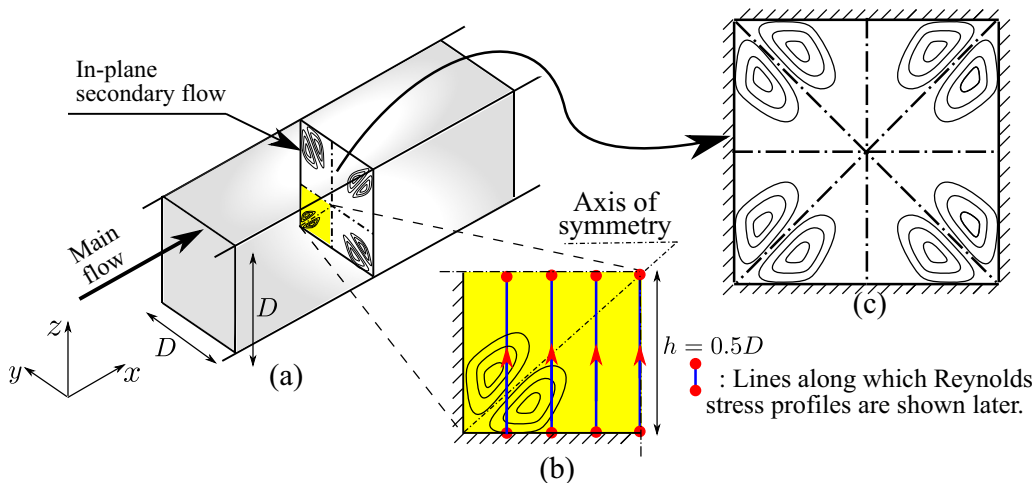 In-plane
secondary flow
Main
flow
D
D
z
y
x
(a)
Axis of
symmetry
h = 0.5D
: Lines along which Reynolds
stress profiles are shown later.
(b)
(c)